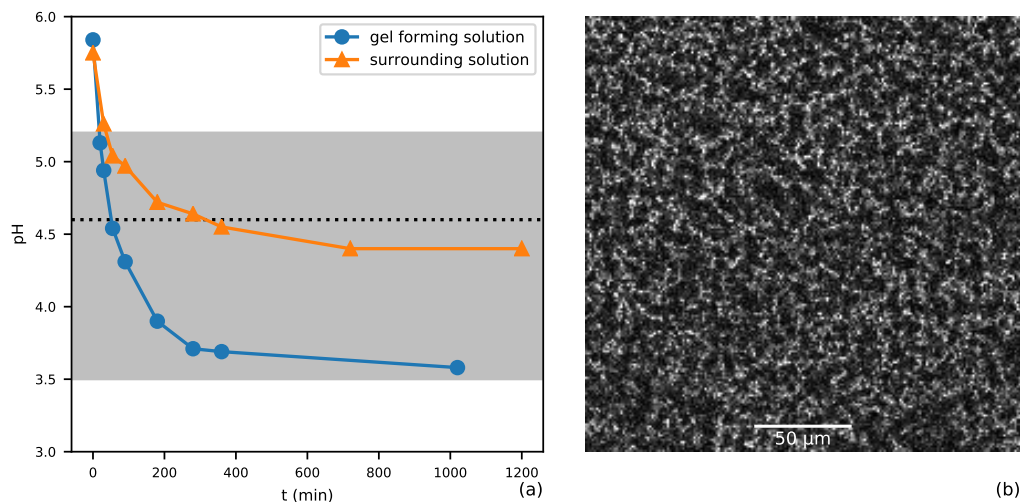 6.0
5.5
5.0
4.5
4.0
3.5
3.0
pH
gel forming solution
surrounding solution
0 200 400 600 800 1000 1200
t (min)
(a)
50 µm
(b)